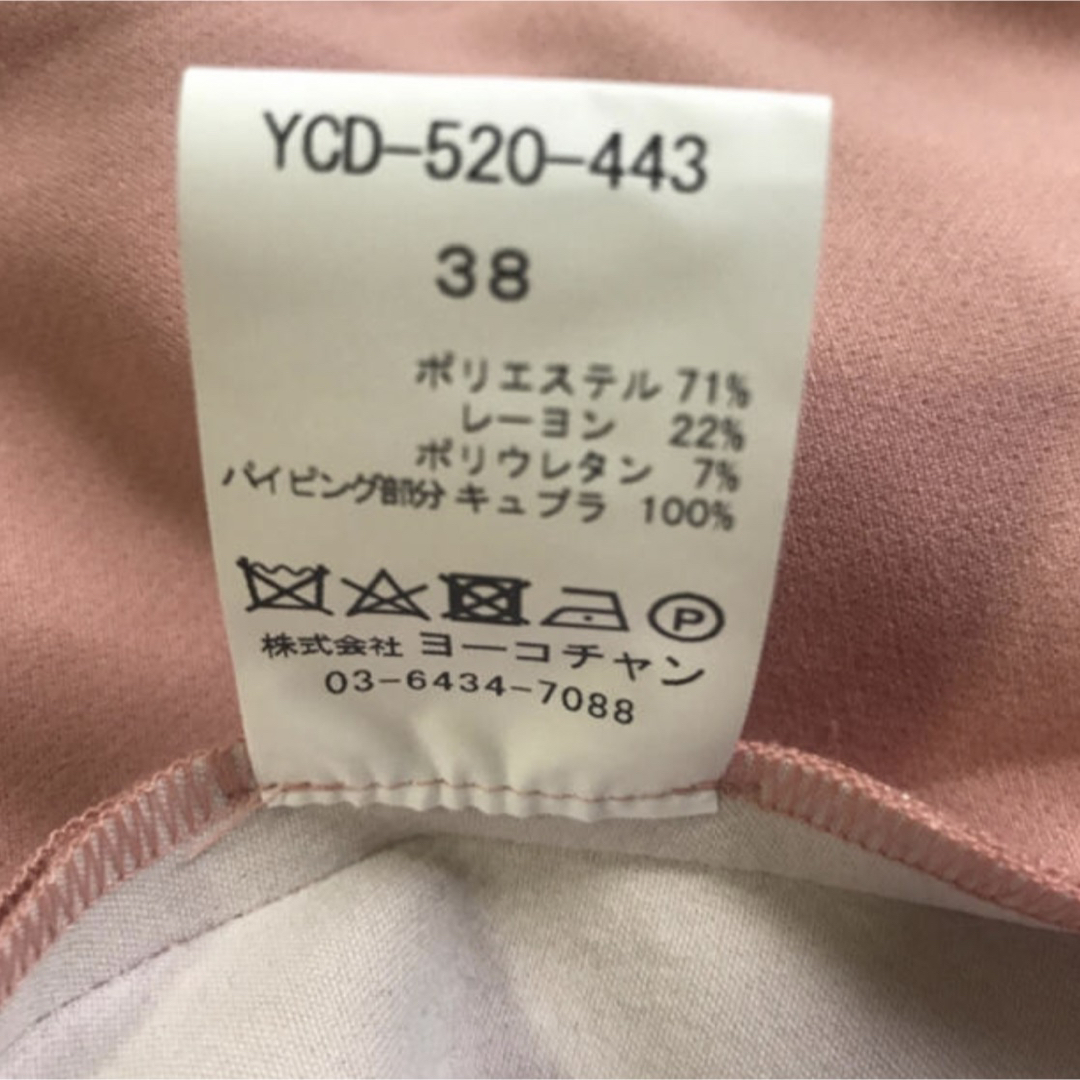 YCD-520-443
38
ポリエステル 71%
レーヨン 22%
ポリウレタン 7%
パイピング部分 キュプラ 100%
P
株式会社 ヨーコチャン
03-6434-7088